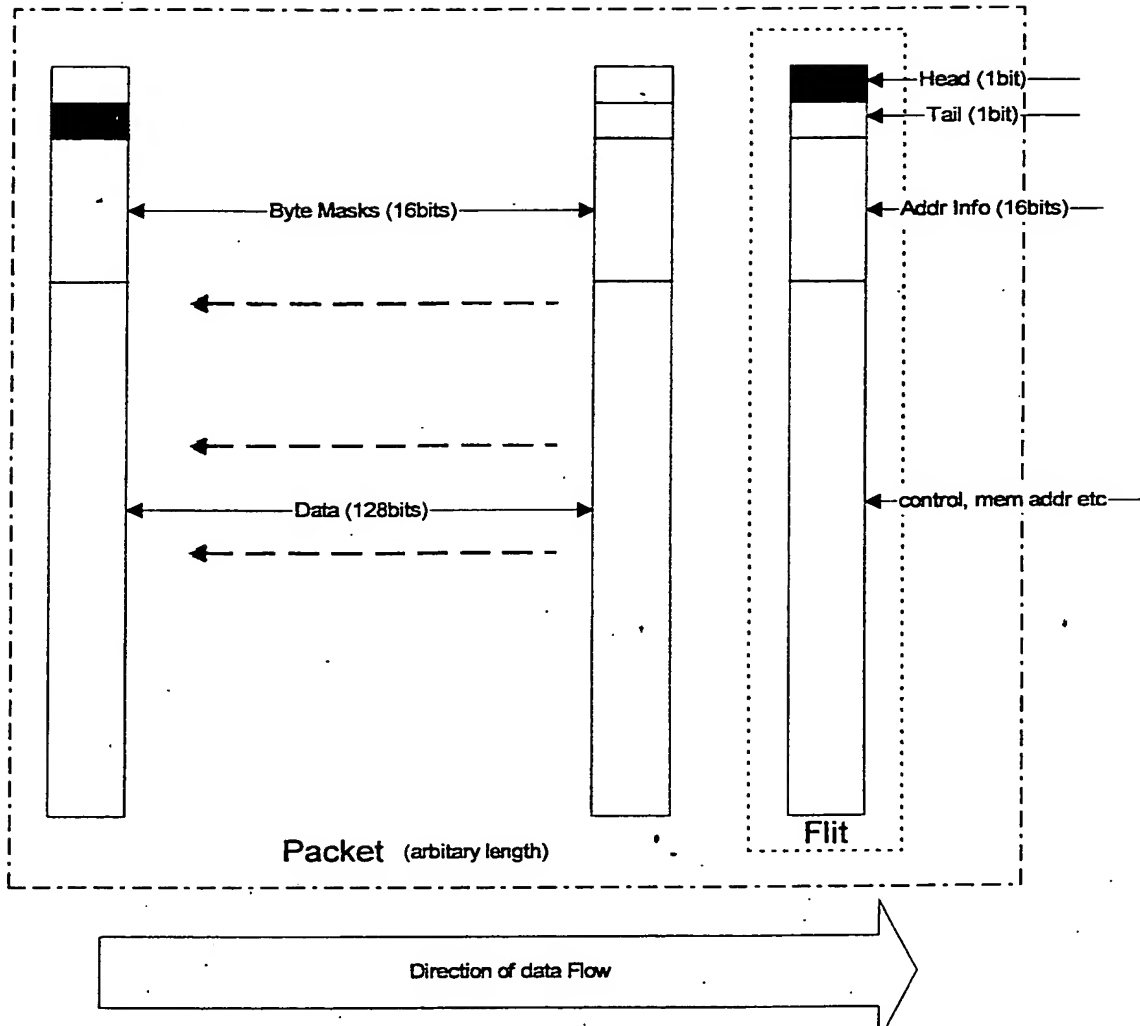 Head (1bit)
Tail (1bit)
Byte Masks (16bits)
Addr Info (16bits)
Data (128bits)
control, mem addr etc
Flit
Packet (arbitary length)
Direction of data Flow